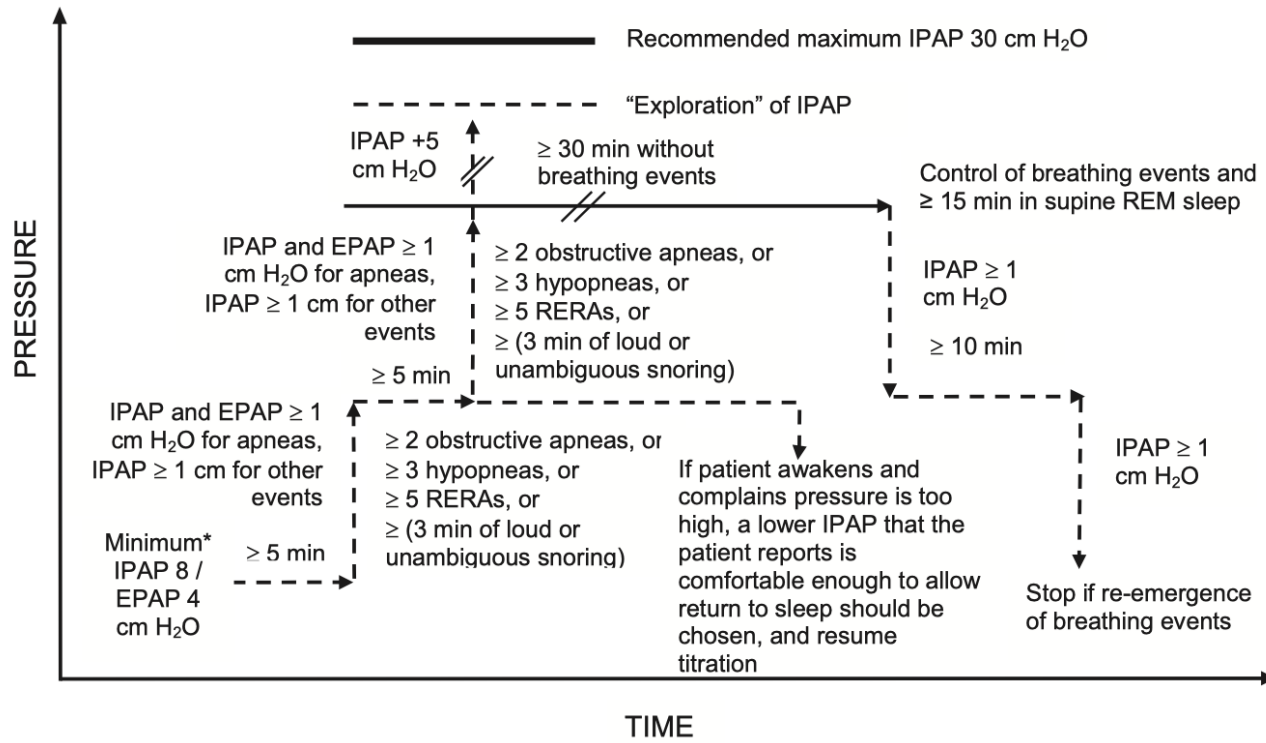 Recommended maximum IPAP 30 cm H₂O
“Exploration” of IPAP
IPAP +5
cm H₂O
≥ 30 min without
breathing events
Control of breathing events and
≥ 15 min in supine REM sleep
PRESSURE
IPAP and EPAP ≥ 1
cm H₂O for apneas,
IPAP ≥ 1 cm for other
events
≥ 2 obstructive apneas, or
≥ 3 hypopneas, or
≥ 5 RERAs, or
≥ (3 min of loud or
unambiguous snoring)
IPAP ≥ 1
cm H₂O
≥ 10 min
≥ 5 min
IPAP and EPAP ≥ 1
cm H₂O for apneas,
IPAP ≥ 1 cm for other
events
≥ 2 obstructive apneas, or
≥ 3 hypopneas, or
≥ 5 RERAs, or
≥ (3 min of loud or
unambiguous snoring)
If patient awakens and
complains pressure is too
high, a lower IPAP that the
patient reports is
comfortable enough to allow
return to sleep should be
chosen, and resume
titration
IPAP ≥ 1
cm H₂O
Minimum*
IPAP 8 /
EPAP 4
cm H₂O
≥ 5 min
Stop if re-emergence
of breathing events
TIME